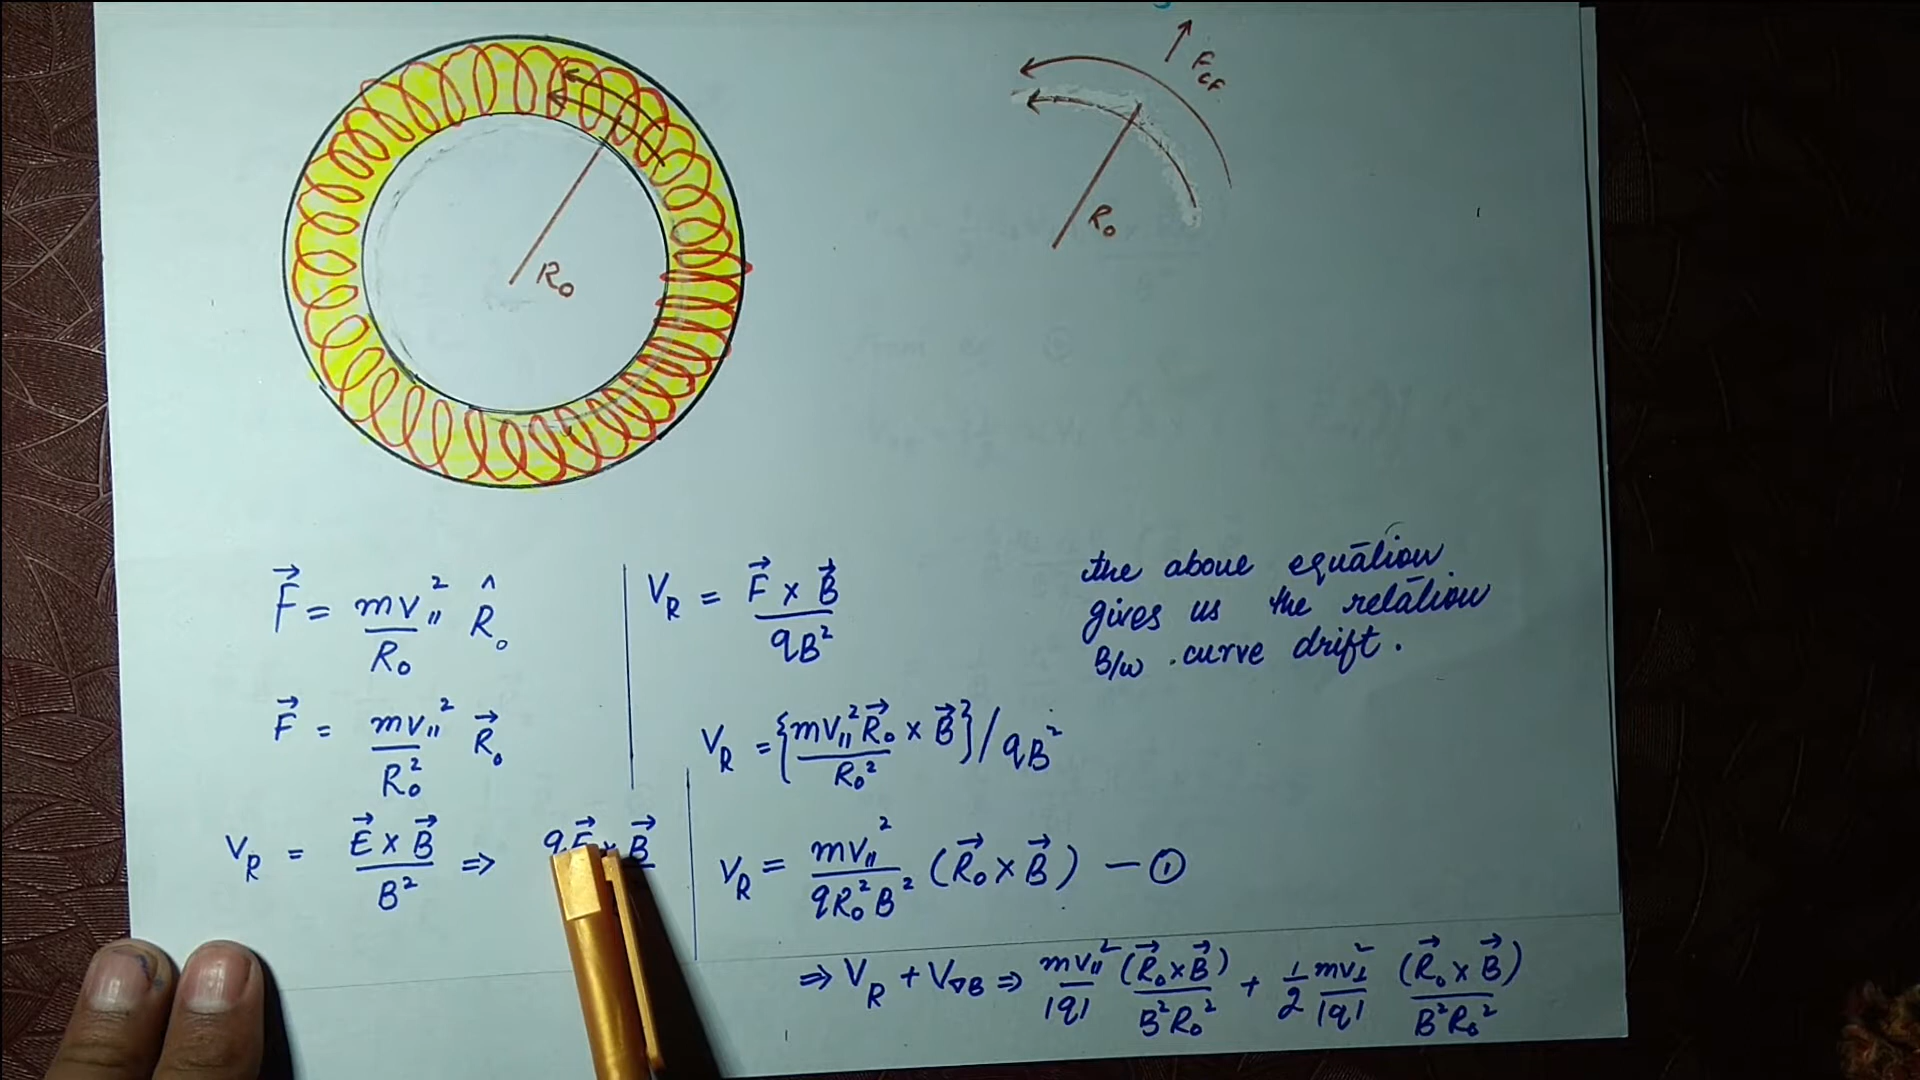 R₀
F_CF
R₀
F⃗ = mv∥² / R₀ R̂₀
F⃗ = mv∥² / R₀² R⃗₀
V_R = E⃗ × B⃗ / B² ⇒ qE⃗ × B⃗
V_R = F⃗ × B⃗ / qB²
V_R = {mv∥² R⃗₀ / R₀² × B⃗} / qB²
V_R = mv∥² / qR₀²B² (R⃗₀ × B⃗) — ①
⇒ V_R + V_∇B ⇒ mv∥² / |q| (R⃗₀ × B⃗) / B²R₀² + 1/2 mv⊥² / |q| (R⃗₀ × B⃗) / B²R₀²
the above equation
gives us the relation
B/w . curve drift .